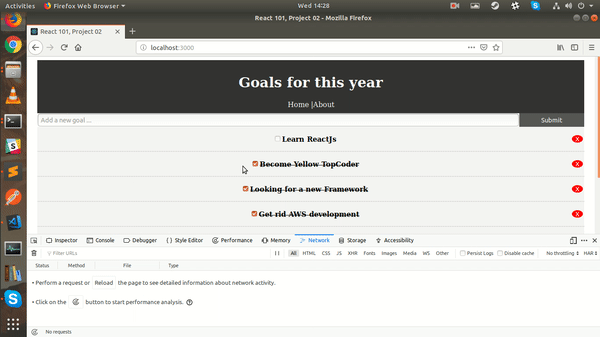 Activities Firefox Web Browser Wed 14:28
React 101, Project 02 - Mozilla Firefox
React 101, Project 02
localhost:3000
Goals for this year
Home |About
Add a new goal ... Submit
Learn ReactJs X
Become Yellow TopCoder X
Looking for a new Framework X
Get rid AWS development X
Inspector Console Debugger Style Editor Performance Memory Network Storage Accessibility
Filter URLs All HTML CSS JS XHR Fonts Images Media WS Other Persist Logs Disable cache No throttling HAR
Status Method File Type
• Perform a request or Reload the page to see detailed information about network activity.
• Click on the button to start performance analysis. ?
No requests